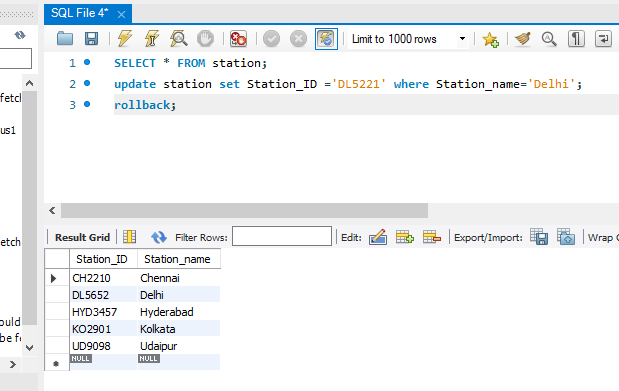 SQL File 4*
Limit to 1000 rows
fetch
us1
etch
ould
be fo
1 SELECT * FROM station;
2 update station set Station_ID ='DL5221' where Station_name='Delhi';
3 rollback;
Result Grid Filter Rows: Edit: Export/Import: Wrap C
Station_ID Station_name
CH2210 Chennai
DL5652 Delhi
HYD3457 Hyderabad
KO2901 Kolkata
UD9098 Udaipur
NULL NULL